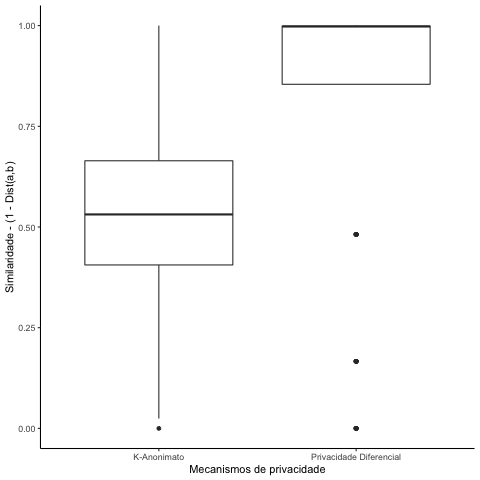 1.00
0.75
0.50
0.25
0.00
Similaridade - (1 - Dist(a,b)
K-Anonimato
Privacidade Diferencial
Mecanismos de privacidade